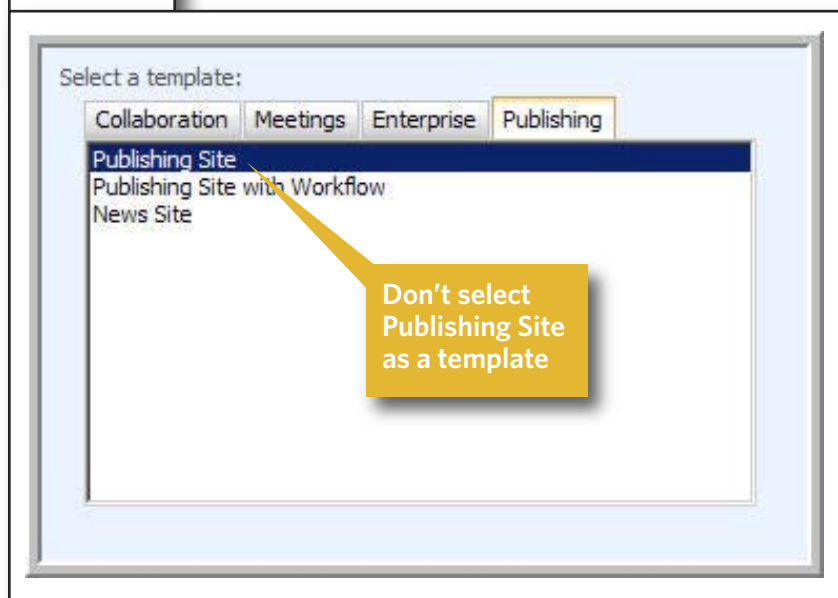 Select a template:
Collaboration Meetings Enterprise Publishing
Publishing Site
Publishing Site with Workflow
News Site
Don't select
Publishing Site
as a template